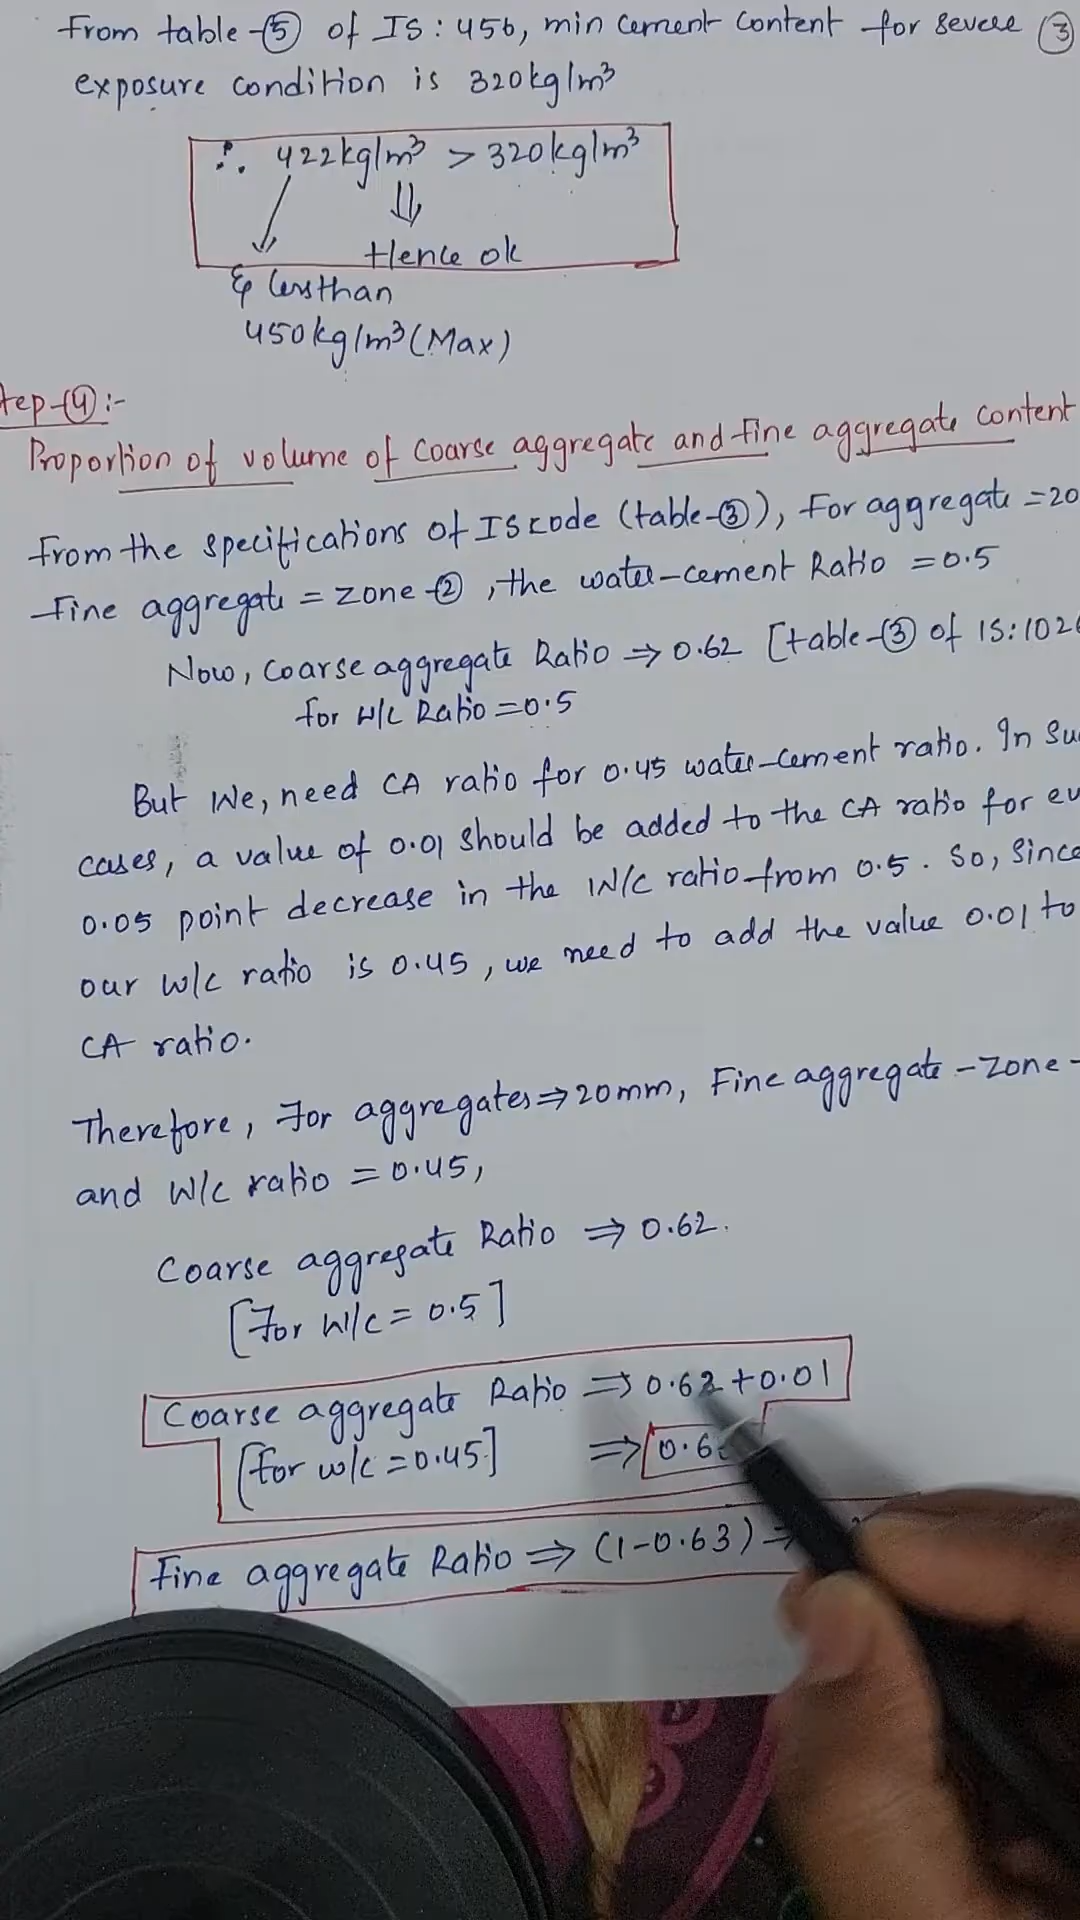 From table-⑤ of IS: 456, min cement content for severe ③
exposure condition is 320kg/m³
∴ 422kg/m³ > 320kg/m³
Hence ok
& less than
450kg/m³ (Max)
tep-④:-
Proportion of volume of coarse aggregate and fine aggregate content
From the specifications of IS code (table-③), For aggregate = 20
Fine aggregate = zone-②, the water-cement Ratio = 0.5
Now, coarse aggregate Ratio ⇒ 0.62 [table-③ of IS: 102
for W/C Ratio = 0.5
But we, need CA ratio for 0.45 water-cement ratio. In su
cases, a value of 0.01 should be added to the CA ratio for ev
0.05 point decrease in the W/C ratio from 0.5. So, since
our w/c ratio is 0.45, we need to add the value 0.01 to
CA ratio.
Therefore, For aggregates ⇒ 20mm, Fine aggregate - Zone -
and W/c ratio = 0.45,
Coarse aggregate Ratio ⇒ 0.62.
[For W/c = 0.5]
Coarse aggregate Ratio ⇒ 0.62 + 0.01
[for w/c = 0.45] ⇒ 0.6
Fine aggregate Ratio ⇒ (1-0.63) ⇒